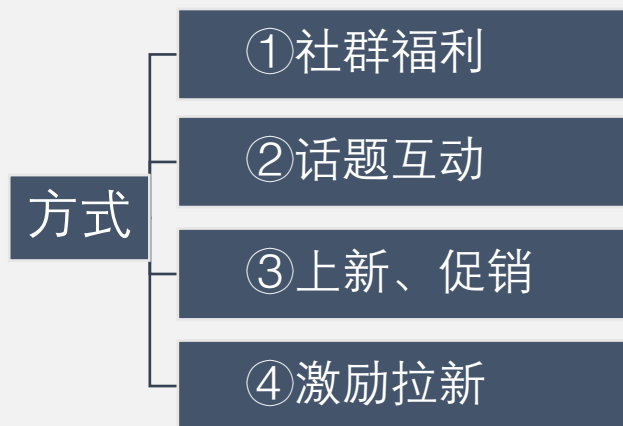 ①社群福利
②话题互动
方式
③上新、促销
④激励拉新